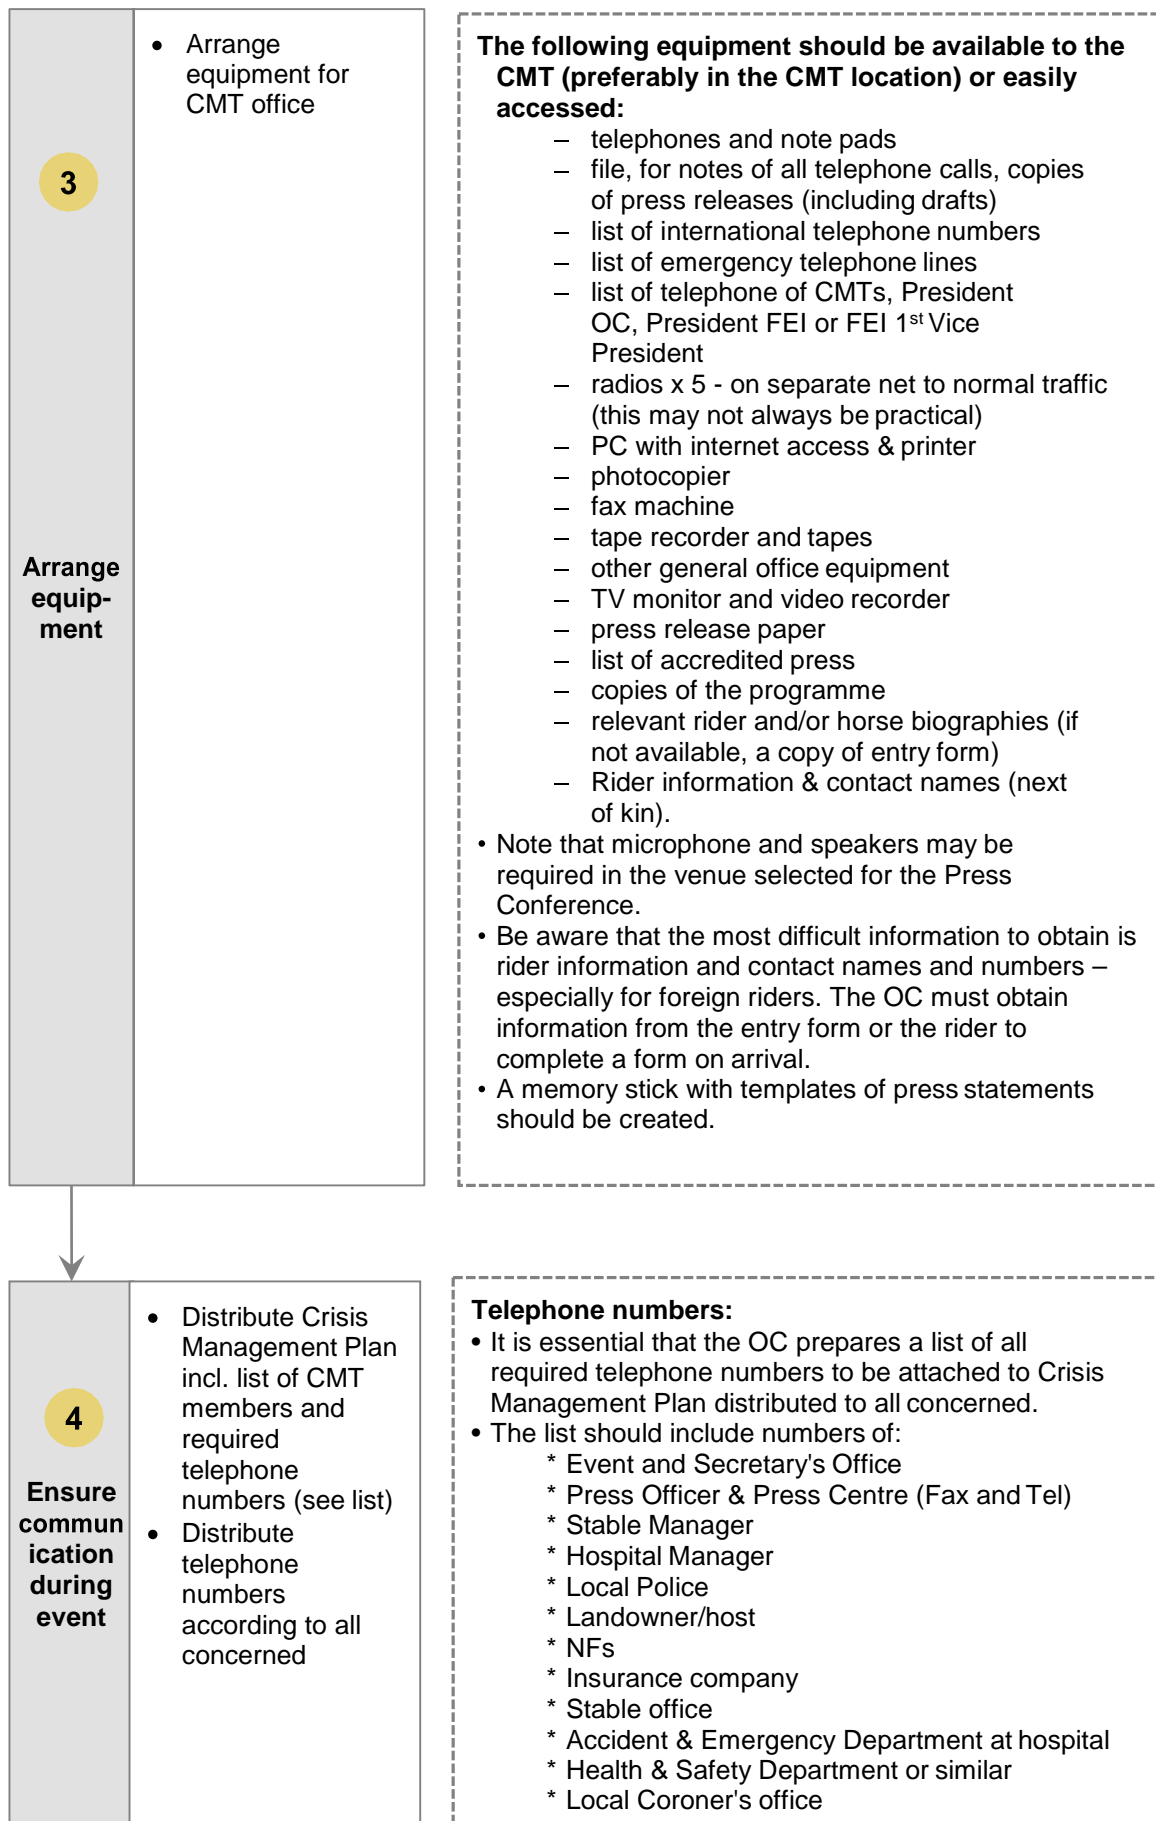 3
Arrange
equip-
ment
• Arrange
equipment for
CMT office
The following equipment should be available to the
CMT (preferably in the CMT location) or easily
accessed:
– telephones and note pads
– file, for notes of all telephone calls, copies
of press releases (including drafts)
– list of international telephone numbers
– list of emergency telephone lines
– list of telephone of CMTs, President
OC, President FEI or FEI 1st Vice
President
– radios x 5 - on separate net to normal traffic
(this may not always be practical)
– PC with internet access & printer
– photocopier
– fax machine
– tape recorder and tapes
– other general office equipment
– TV monitor and video recorder
– press release paper
– list of accredited press
– copies of the programme
– relevant rider and/or horse biographies (if
not available, a copy of entry form)
– Rider information & contact names (next
of kin).
• Note that microphone and speakers may be
required in the venue selected for the Press
Conference.
• Be aware that the most difficult information to obtain is
rider information and contact names and numbers –
especially for foreign riders. The OC must obtain
information from the entry form or the rider to
complete a form on arrival.
• A memory stick with templates of press statements
should be created.
4
Ensure
commun
ication
during
event
• Distribute Crisis
Management Plan
incl. list of CMT
members and
required
telephone
numbers (see list)
• Distribute
telephone
numbers
according to all
concerned
Telephone numbers:
• It is essential that the OC prepares a list of all
required telephone numbers to be attached to Crisis
Management Plan distributed to all concerned.
• The list should include numbers of:
* Event and Secretary's Office
* Press Officer & Press Centre (Fax and Tel)
* Stable Manager
* Hospital Manager
* Local Police
* Landowner/host
* NFs
* Insurance company
* Stable office
* Accident & Emergency Department at hospital
* Health & Safety Department or similar
* Local Coroner's office